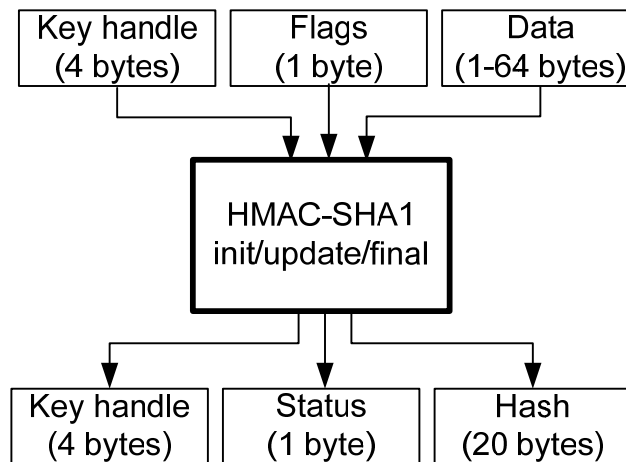 Key handle
(4 bytes)
Flags
(1 byte)
Data
(1-64 bytes)
HMAC-SHA1
init/update/final
Key handle
(4 bytes)
Status
(1 byte)
Hash
(20 bytes)